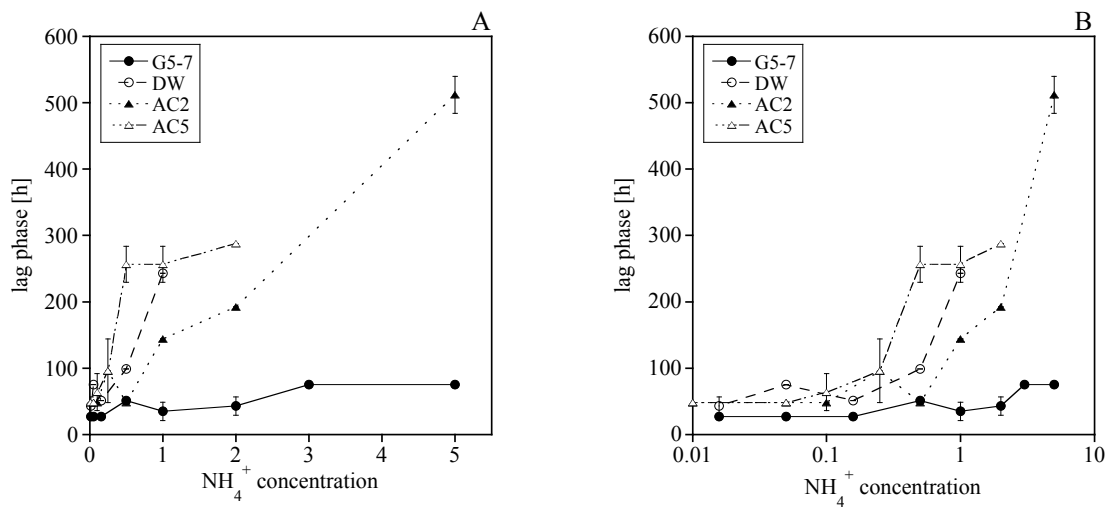 A
600
500
400
300
200
100
0
lag phase [h]
G5-7
DW
AC2
AC5
0 1 2 3 4 5
NH4+ concentration
B
600
500
400
300
200
100
0
lag phase [h]
G5-7
DW
AC2
AC5
0.01 0.1 1 10
NH4+ concentration